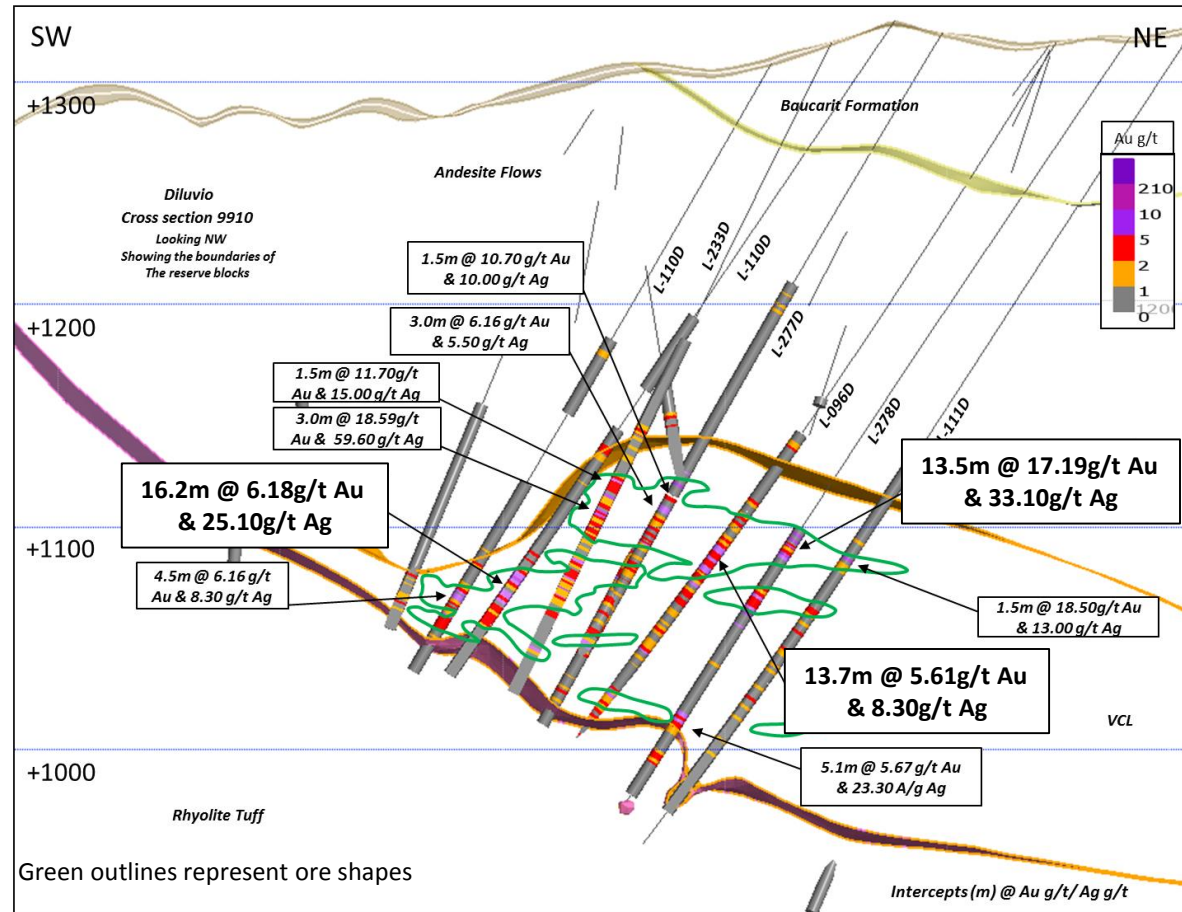 SW
NE
+1300
Baucarit Formation
Au g/t
210
10
5
2
1
1200
0
Andesite Flows
Diluvio
Cross section 9910
Looking NW
Showing the boundaries of
The reserve blocks
L-110D
L-233D
L-110D
L-277D
L-096D
L-278D
L-111D
1.5m @ 10.70 g/t Au
& 10.00 g/t Ag
+1200
3.0m @ 6.16 g/t Au
& 5.50 g/t Ag
1.5m @ 11.70g/t
Au & 15.00 g/t Ag
3.0m @ 18.59g/t
Au & 59.60 g/t Ag
16.2m @ 6.18g/t Au
& 25.10g/t Ag
13.5m @ 17.19g/t Au
& 33.10g/t Ag
+1100
4.5m @ 6.16 g/t
Au & 8.30 g/t Ag
1.5m @ 18.50g/t Au
& 13.00 g/t Ag
13.7m @ 5.61g/t Au
& 8.30g/t Ag
VCL
+1000
5.1m @ 5.67 g/t Au
& 23.30 A/g Ag
Rhyolite Tuff
Green outlines represent ore shapes
Intercepts (m) @ Au g/t/ Ag g/t